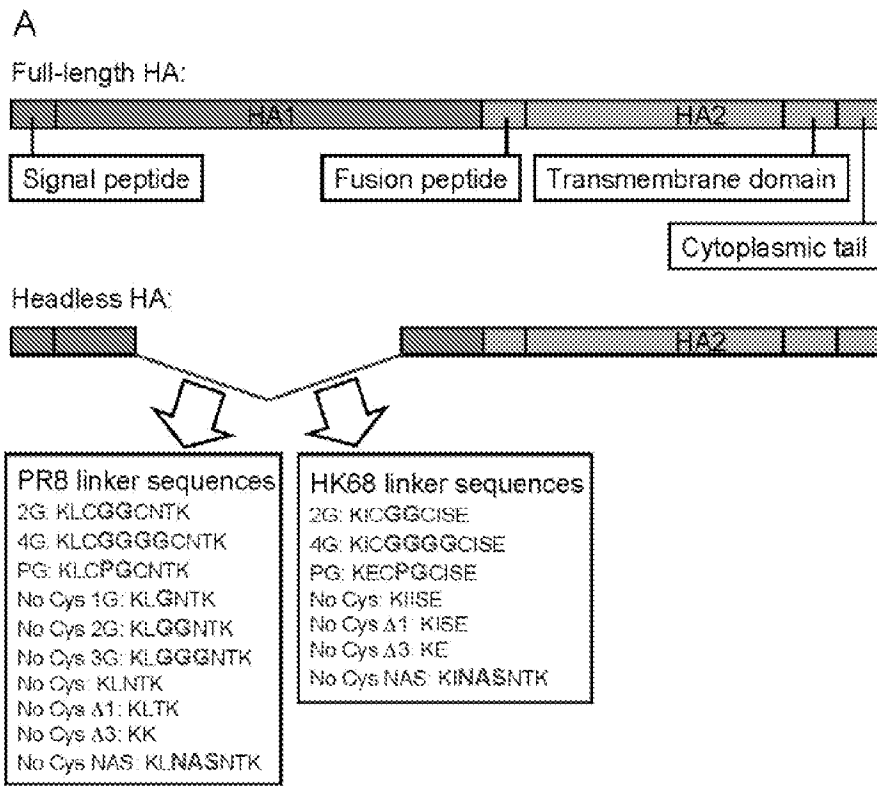 A
Full-length HA:
HA1
HA2
Signal peptide
Fusion peptide
Transmembrane domain
Cytoplasmic tail
Headless HA:
HA2
PR8 linker sequences
2G: KLCGGCNTK
4G: KLCGGGGCNTK
PG: KLCPGCNTK
No Cys 1G: KLGNTK
No Cys 2G: KLGGNTK
No Cys 3G: KLGGGNTK
No Cys: KLNTK
No Cys Δ1: KLTK
No Cys Δ3: KK
No Cys NAS: KLNASNTK
HK68 linker sequences
2G: KICGGCISE
4G: KICGGGGCISE
PG: KECPGCISE
No Cys: KIISE
No Cys Δ1: KISE
No Cys Δ3: KE
No Cys NAS: KINASNTK